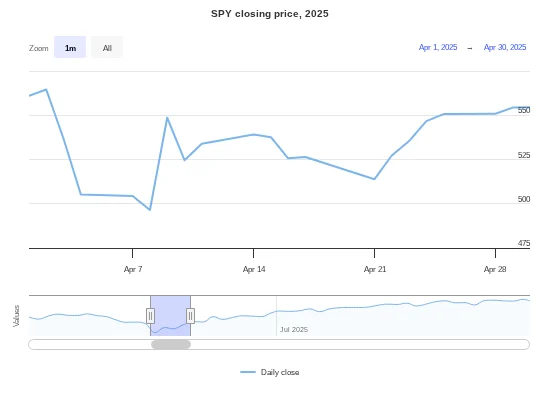 SPY closing price, 2025
Zoom 1m All Apr 1, 2025 → Apr 30, 2025
550
525
500
475
Apr 7 Apr 14 Apr 21 Apr 28
Values
Jul 2025
Daily close